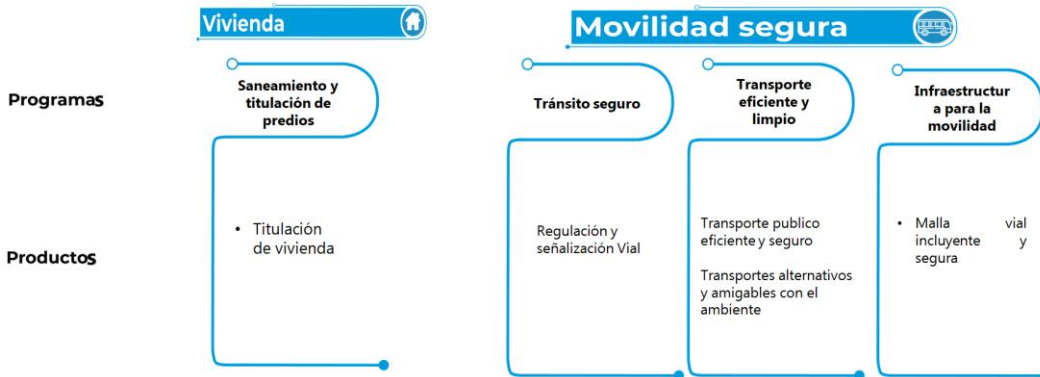 Vivienda
Movilidad segura
Programas
Saneamiento y
titulación de
predios
Tránsito seguro
Transporte
eficiente y
limpio
Infraestructur
a para la
movilidad
Productos
• Titulación
de vivienda
Regulación y
señalización Vial
Transporte publico
eficiente y seguro
Transportes alternativos
y amigables con el
ambiente
• Malla vial
incluyente y
segura